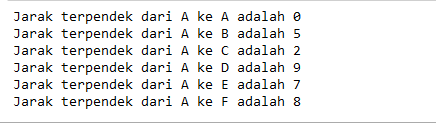 Jarak terpendek dari A ke A adalah 0
Jarak terpendek dari A ke B adalah 5
Jarak terpendek dari A ke C adalah 2
Jarak terpendek dari A ke D adalah 9
Jarak terpendek dari A ke E adalah 7
Jarak terpendek dari A ke F adalah 8